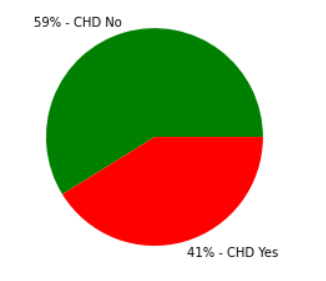 59% - CHD No
41% - CHD Yes